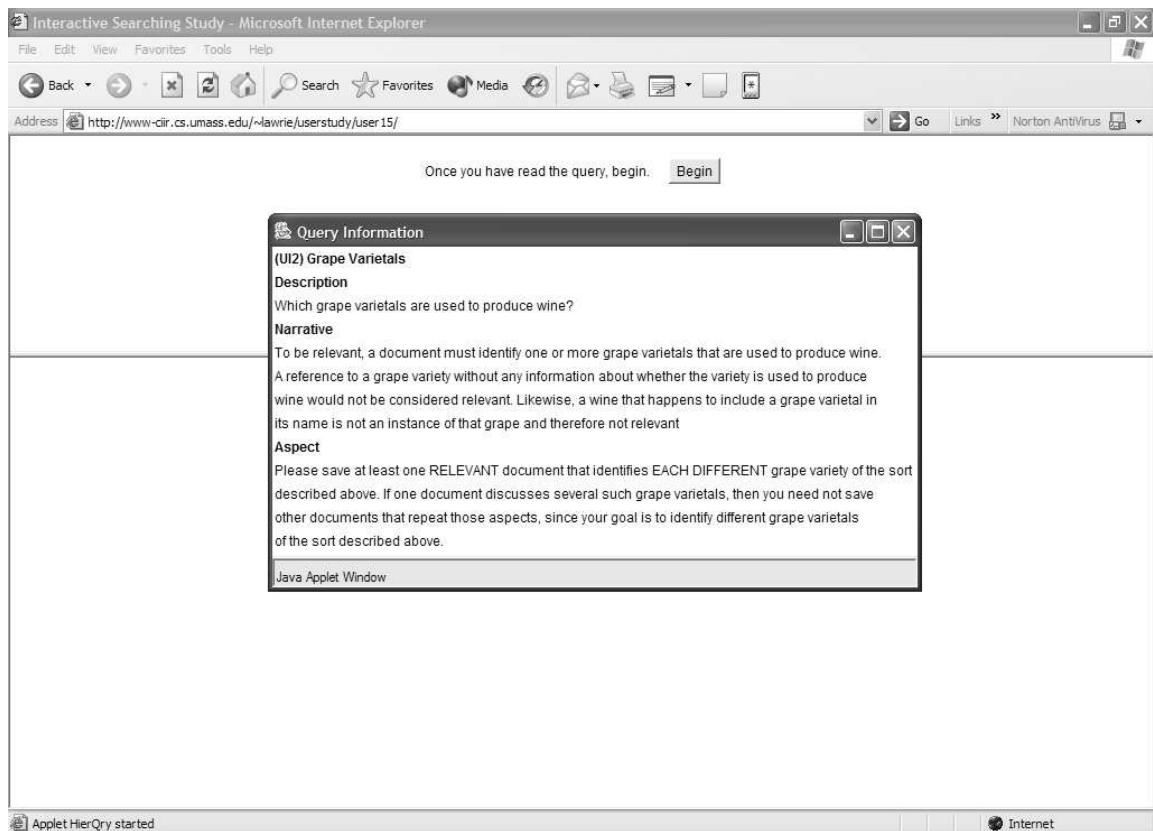 Interactive Searching Study - Microsoft Internet Explorer
File Edit View Favorites Tools Help
Back Search Favorites Media
Address http://www-ciir.cs.umass.edu/~lawrie/userstudy/user15/ Go Links » Norton AntiVirus
Once you have read the query, begin. Begin
Query Information
(UI2) Grape Varietals
Description
Which grape varietals are used to produce wine?
Narrative
To be relevant, a document must identify one or more grape varietals that are used to produce wine.
A reference to a grape variety without any information about whether the variety is used to produce
wine would not be considered relevant. Likewise, a wine that happens to include a grape varietal in
its name is not an instance of that grape and therefore not relevant
Aspect
Please save at least one RELEVANT document that identifies EACH DIFFERENT grape variety of the sort
described above. If one document discusses several such grape varietals, then you need not save
other documents that repeat those aspects, since your goal is to identify different grape varietals
of the sort described above.
Java Applet Window
Applet HierQry started Internet